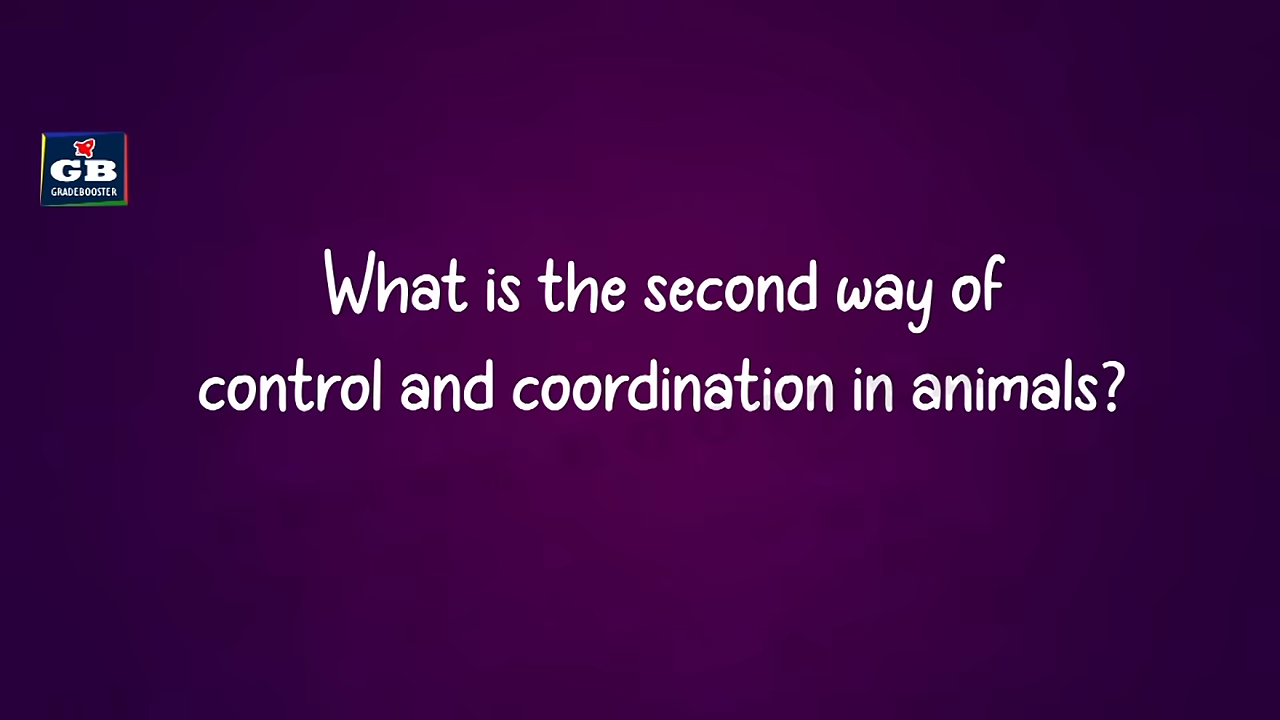 GB
GRADEBOOSTER
What is the second way of
control and coordination in animals?